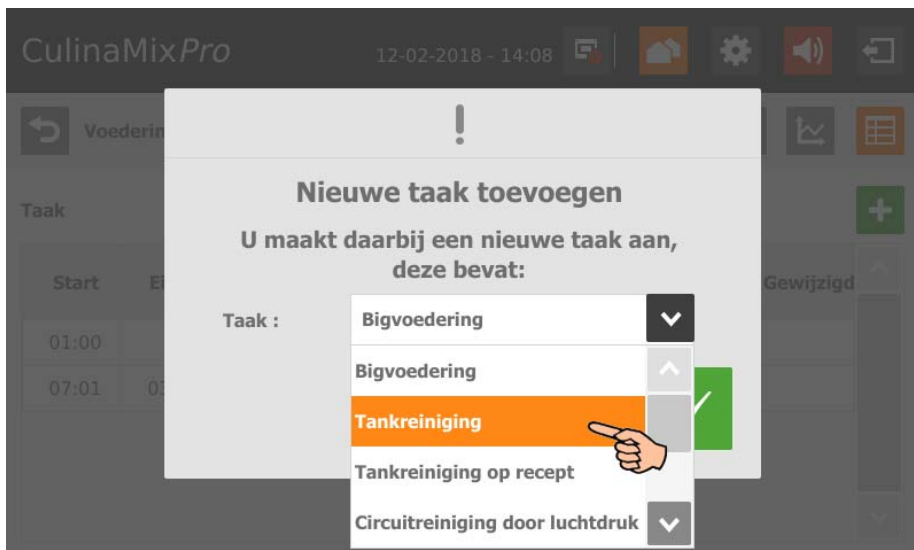 CulinaMixPro
12-02-2018 - 14:08
Voederin
Taak
Start
Ei
Gewijzigd
01:00
07:01
03
!
Nieuwe taak toevoegen
U maakt daarbij een nieuwe taak aan,
deze bevat:
Taak :
Bigvoedering
Bigvoedering
Tankreiniging
Tankreiniging op recept
Circuitreiniging door luchtdruk